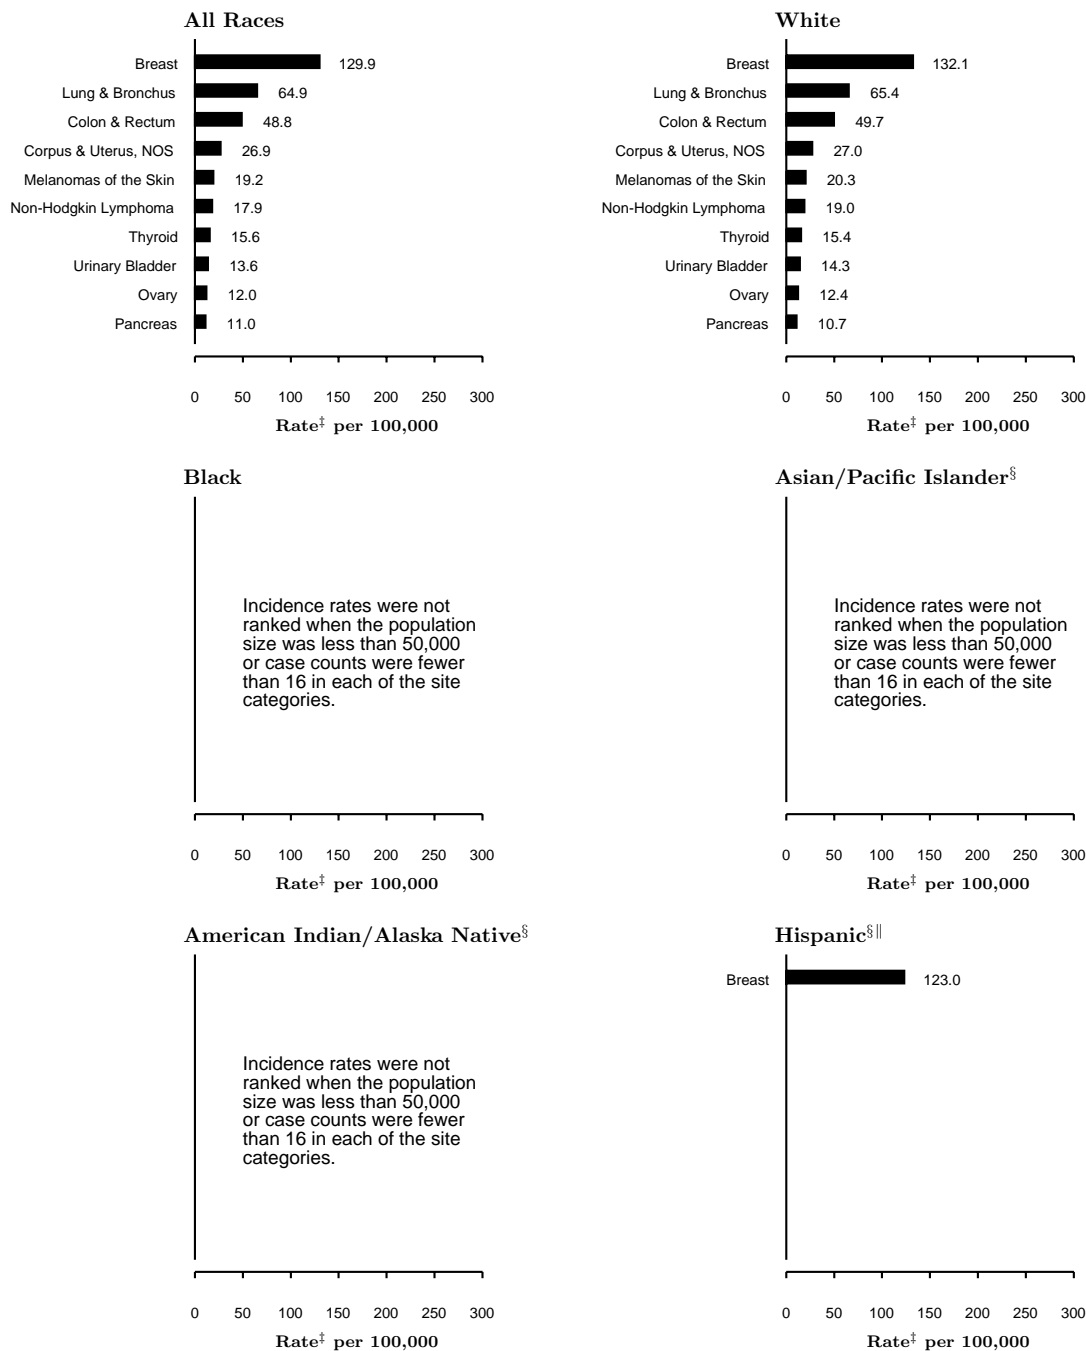 All Races
Breast 129.9
Lung & Bronchus 64.9
Colon & Rectum 48.8
Corpus & Uterus, NOS 26.9
Melanomas of the Skin 19.2
Non-Hodgkin Lymphoma 17.9
Thyroid 15.6
Urinary Bladder 13.6
Ovary 12.0
Pancreas 11.0
0 50 100 150 200 250 300
Rate‡ per 100,000
White
Breast 132.1
Lung & Bronchus 65.4
Colon & Rectum 49.7
Corpus & Uterus, NOS 27.0
Melanomas of the Skin 20.3
Non-Hodgkin Lymphoma 19.0
Thyroid 15.4
Urinary Bladder 14.3
Ovary 12.4
Pancreas 10.7
0 50 100 150 200 250 300
Rate‡ per 100,000
Black
Incidence rates were not
ranked when the population
size was less than 50,000
or case counts were fewer
than 16 in each of the site
categories.
0 50 100 150 200 250 300
Rate‡ per 100,000
Asian/Pacific Islander§
Incidence rates were not
ranked when the population
size was less than 50,000
or case counts were fewer
than 16 in each of the site
categories.
0 50 100 150 200 250 300
Rate‡ per 100,000
American Indian/Alaska Native§
Incidence rates were not
ranked when the population
size was less than 50,000
or case counts were fewer
than 16 in each of the site
categories.
0 50 100 150 200 250 300
Rate‡ per 100,000
Hispanic§‖
Breast 123.0
0 50 100 150 200 250 300
Rate‡ per 100,000